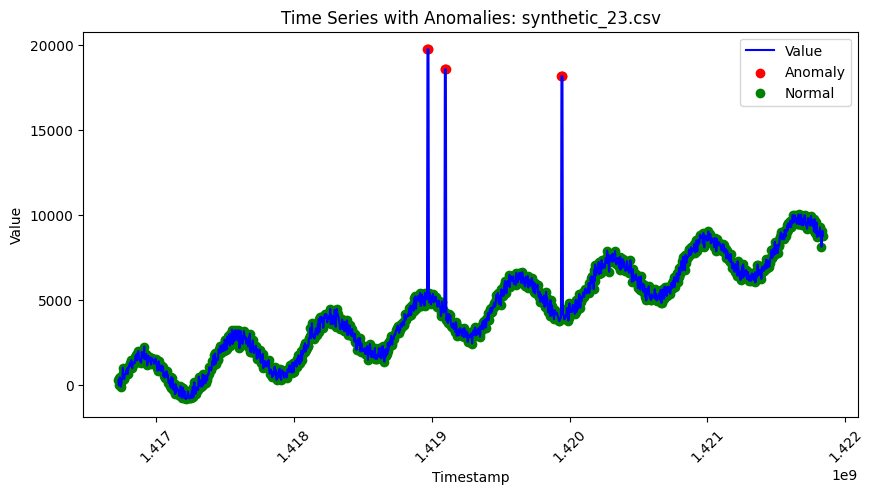 Time Series with Anomalies: synthetic_23.csv
Value
Anomaly
Normal
20000
15000
10000
5000
0
Value
1.417
1.418
1.419
1.420
1.421
1.422
1e9
Timestamp